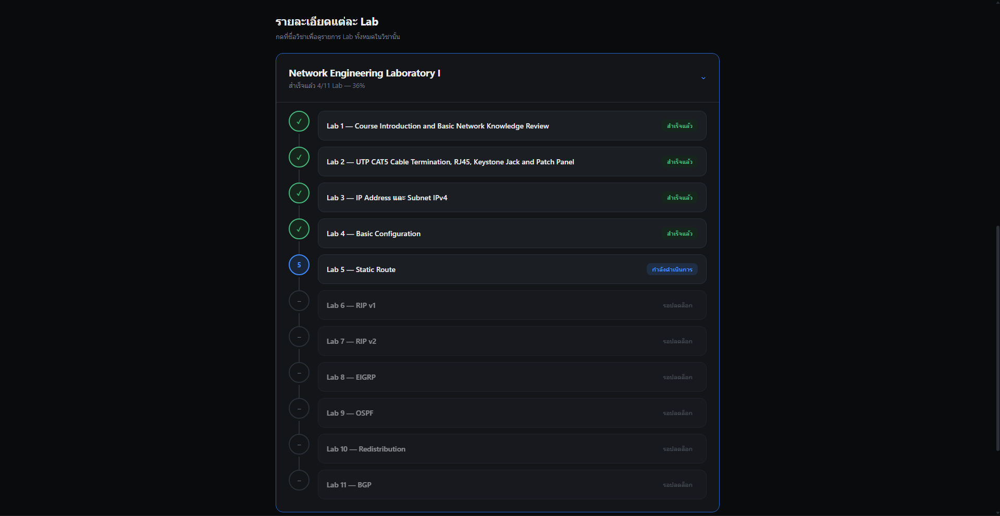 รายละเอียดแต่ละ Lab
กดที่ชื่อวิชาเพื่อดูรายการ Lab ทั้งหมดในวิชานั้น
Network Engineering Laboratory I
สำเร็จแล้ว 4/11 Lab — 36%
✓ Lab 1 — Course Introduction and Basic Network Knowledge Review สำเร็จแล้ว
✓ Lab 2 — UTP CAT5 Cable Termination, RJ45, Keystone Jack and Patch Panel สำเร็จแล้ว
✓ Lab 3 — IP Address และ Subnet IPv4 สำเร็จแล้ว
✓ Lab 4 — Basic Configuration สำเร็จแล้ว
5 Lab 5 — Static Route กำลังดำเนินการ
– Lab 6 — RIP v1 รอปลดล็อก
– Lab 7 — RIP v2 รอปลดล็อก
– Lab 8 — EIGRP รอปลดล็อก
– Lab 9 — OSPF รอปลดล็อก
– Lab 10 — Redistribution รอปลดล็อก
– Lab 11 — BGP รอปลดล็อก